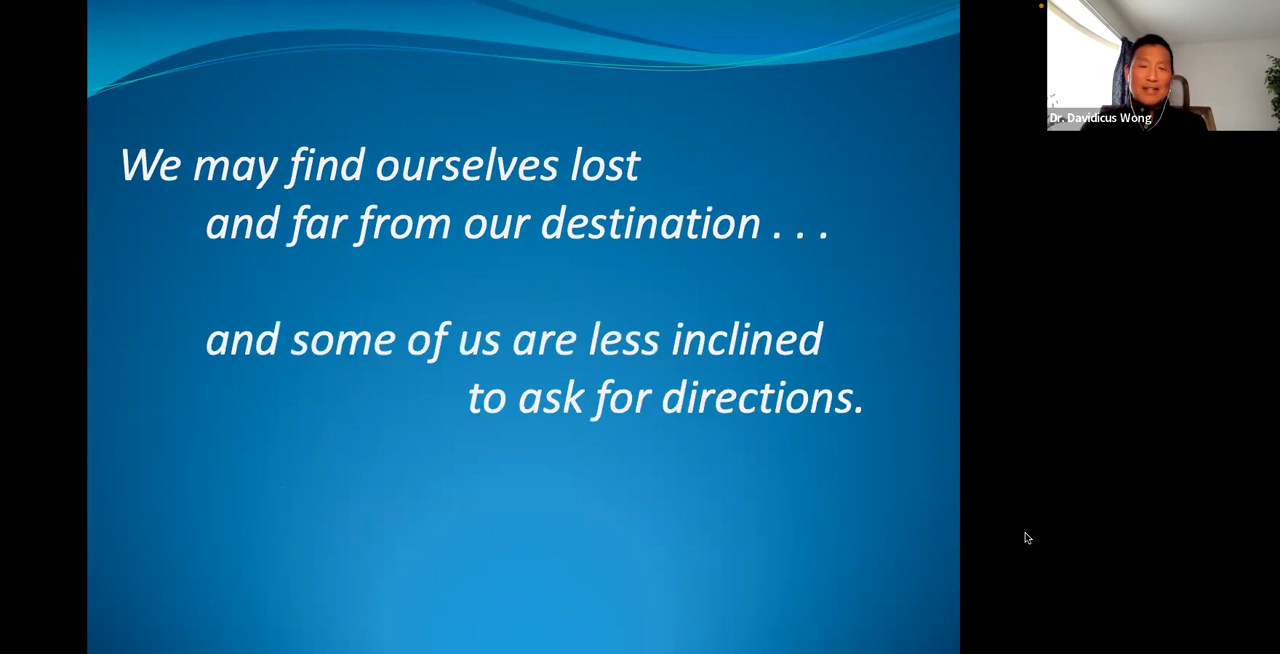 We may find ourselves lost
and far from our destination . . .
and some of us are less inclined
to ask for directions.
Dr. Davidicus Wong